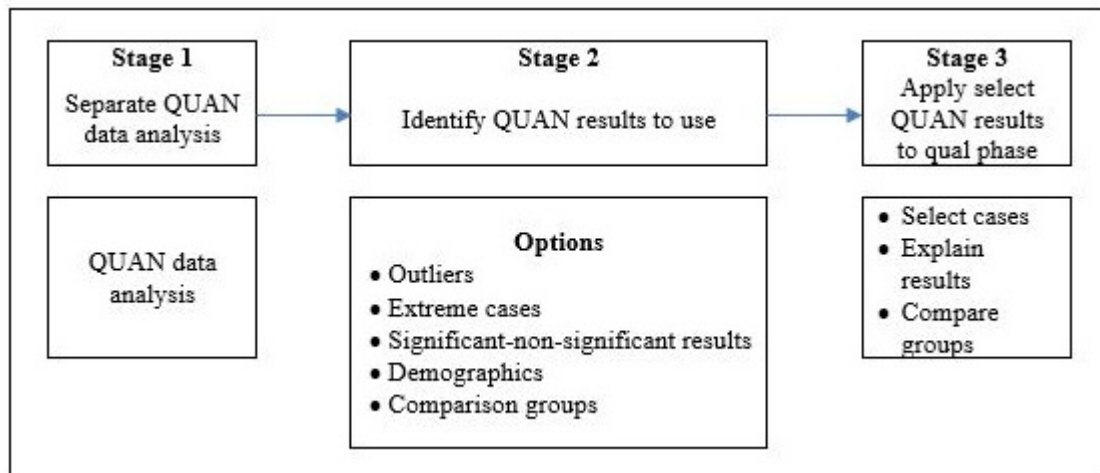 Stage 1
Separate QUAN
data analysis
Stage 2
Identify QUAN results to use
Stage 3
Apply select
QUAN results
to qual phase
QUAN data
analysis
Options
• Outliers
• Extreme cases
• Significant-non-significant results
• Demographics
• Comparison groups
• Select cases
• Explain
results
• Compare
groups